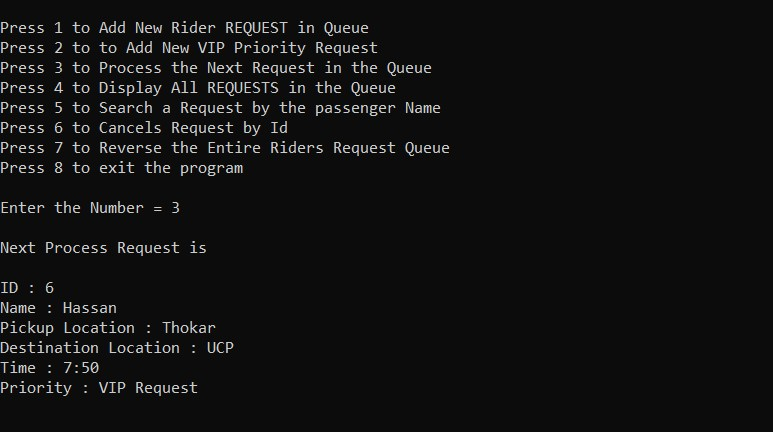 Press 1 to Add New Rider REQUEST in Queue
Press 2 to to Add New VIP Priority Request
Press 3 to Process the Next Request in the Queue
Press 4 to Display All REQUESTS in the Queue
Press 5 to Search a Request by the passenger Name
Press 6 to Cancels Request by Id
Press 7 to Reverse the Entire Riders Request Queue
Press 8 to exit the program
Enter the Number = 3
Next Process Request is
ID : 6
Name : Hassan
Pickup Location : Thokar
Destination Location : UCP
Time : 7:50
Priority : VIP Request